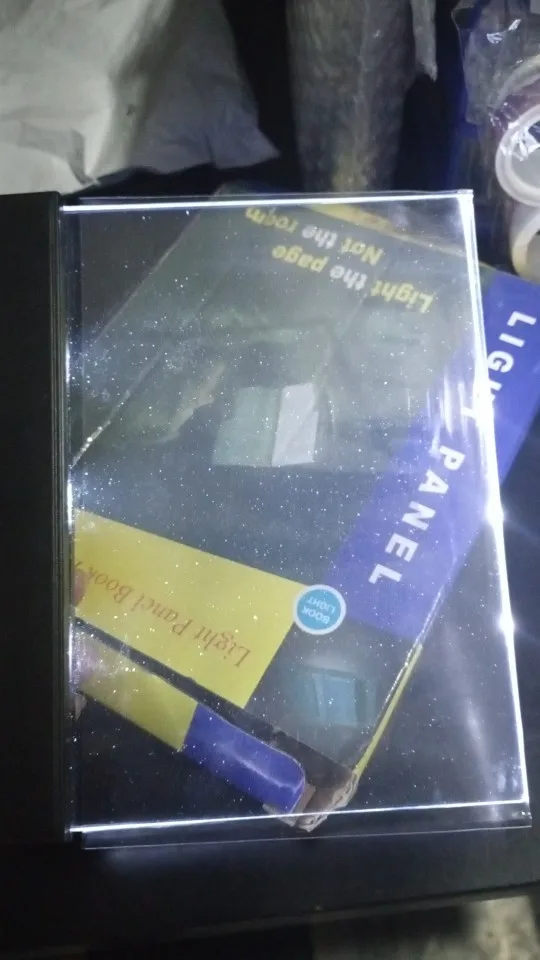 Light the page
Not the room
LIGHT PANEL
BOOK
LIGHT
Light Panel Book